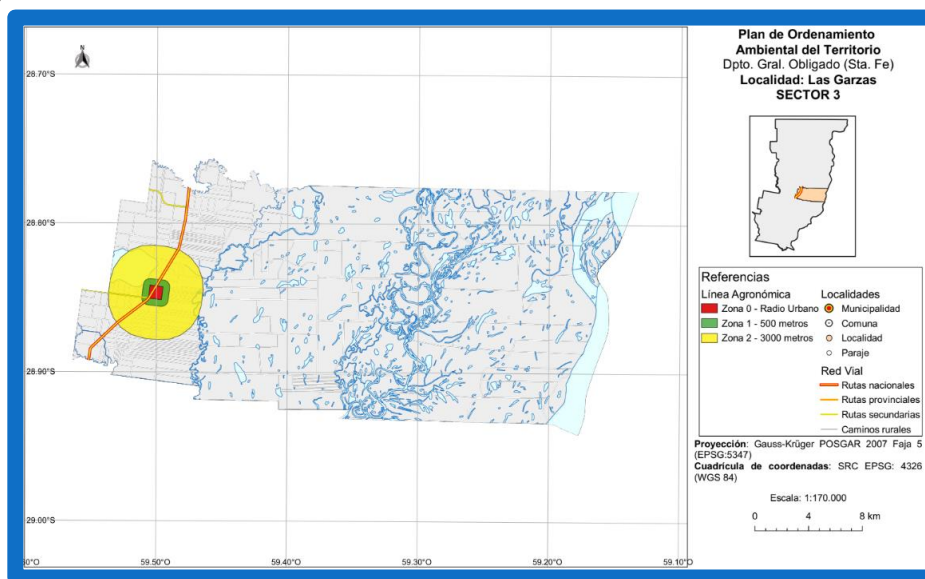 N
28.70°S
28.80°S
28.90°S
29.00°S
59.50°O
59.40°O
59.30°O
59.20°O
59.10°O
Plan de Ordenamiento
Ambiental del Territorio
Dpto. Gral. Obligado (Sta. Fe)
Localidad: Las Garzas
SECTOR 3
Referencias
Línea Agronómica
Zona 0 - Radio Urbano
Zona 1 - 500 metros
Zona 2 - 3000 metros
Localidades
Municipalidad
Comuna
Localidad
Paraje
Red Vial
Rutas nacionales
Rutas provinciales
Rutas secundarias
Caminos rurales
Proyección: Gauss-Krüger POSGAR 2007 Faja 5
(EPSG:5347)
Cuadrícula de coordenadas: SRC EPSG: 4326
(WGS 84)
Escala: 1:170.000
0 4 8 km